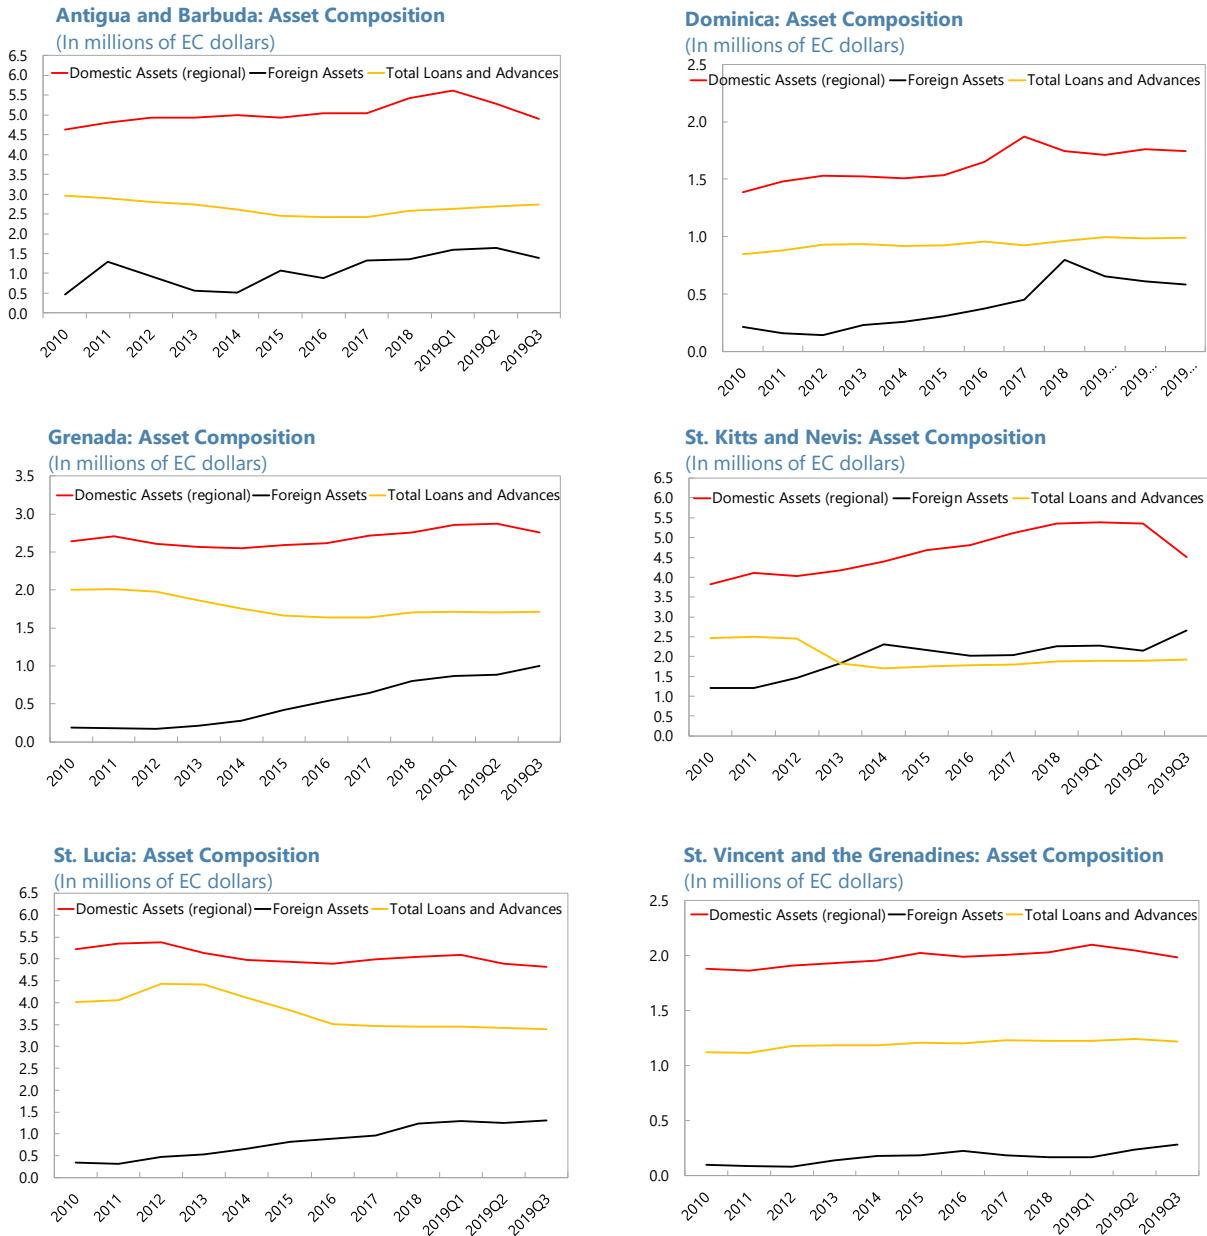 Antigua and Barbuda: Asset Composition
(In millions of EC dollars)
Domestic Assets (regional) Foreign Assets Total Loans and Advances
6.5
6.0
5.5
5.0
4.5
4.0
3.5
3.0
2.5
2.0
1.5
1.0
0.5
0.0
2010 2011 2012 2013 2014 2015 2016 2017 2018 2019Q1 2019Q2 2019Q3
Dominica: Asset Composition
(In millions of EC dollars)
Domestic Assets (regional) Foreign Assets Total Loans and Advances
2.5
2.0
1.5
1.0
0.5
0.0
2010 2011 2012 2013 2014 2015 2016 2017 2018 2019... 2019... 2019...
Grenada: Asset Composition
(In millions of EC dollars)
Domestic Assets (regional) Foreign Assets Total Loans and Advances
3.5
3.0
2.5
2.0
1.5
1.0
0.5
0.0
2010 2011 2012 2013 2014 2015 2016 2017 2018 2019Q1 2019Q2 2019Q3
St. Kitts and Nevis: Asset Composition
(In millions of EC dollars)
Domestic Assets (regional) Foreign Assets Total Loans and Advances
6.5
6.0
5.5
5.0
4.5
4.0
3.5
3.0
2.5
2.0
1.5
1.0
0.5
0.0
2010 2011 2012 2013 2014 2015 2016 2017 2018 2019Q1 2019Q2 2019Q3
St. Lucia: Asset Composition
(In millions of EC dollars)
Domestic Assets (regional) Foreign Assets Total Loans and Advances
6.5
6.0
5.5
5.0
4.5
4.0
3.5
3.0
2.5
2.0
1.5
1.0
0.5
0.0
2010 2011 2012 2013 2014 2015 2016 2017 2018 2019Q1 2019Q2 2019Q3
St. Vincent and the Grenadines: Asset Composition
(In millions of EC dollars)
Domestic Assets (regional) Foreign Assets Total Loans and Advances
2.5
2.0
1.5
1.0
0.5
0.0
2010 2011 2012 2013 2014 2015 2016 2017 2018 2019Q1 2019Q2 2019Q3